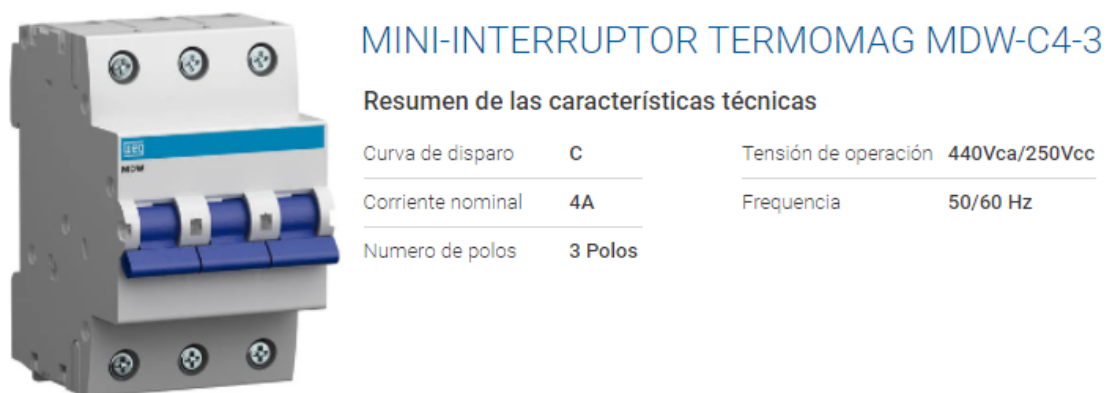 MINI-INTERRUPTOR TERMOMAG MDW-C4-3
Resumen de las características técnicas
Curva de disparo C
Corriente nominal 4A
Numero de polos 3 Polos
Tensión de operación 440Vca/250Vcc
Frequencia 50/60 Hz
WEG
MDW